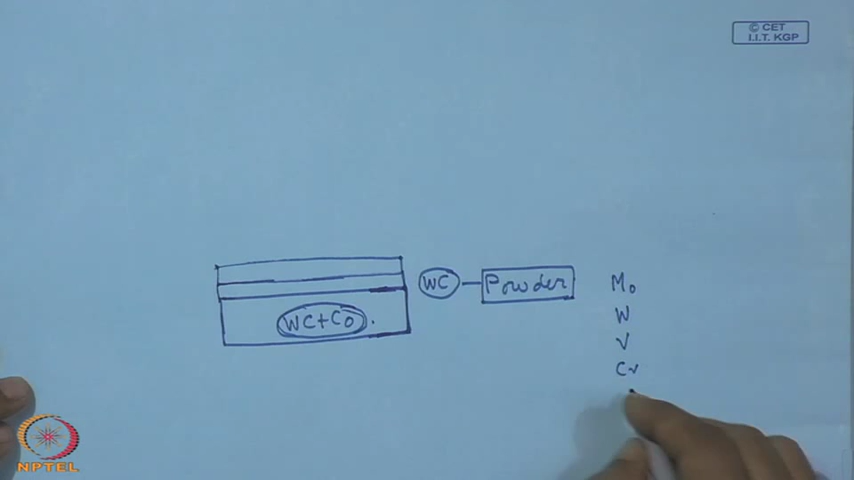 © CET
I.I.T. KGP
WC
Powder
Mo
WC+Co
W
V
Cr
NPTEL